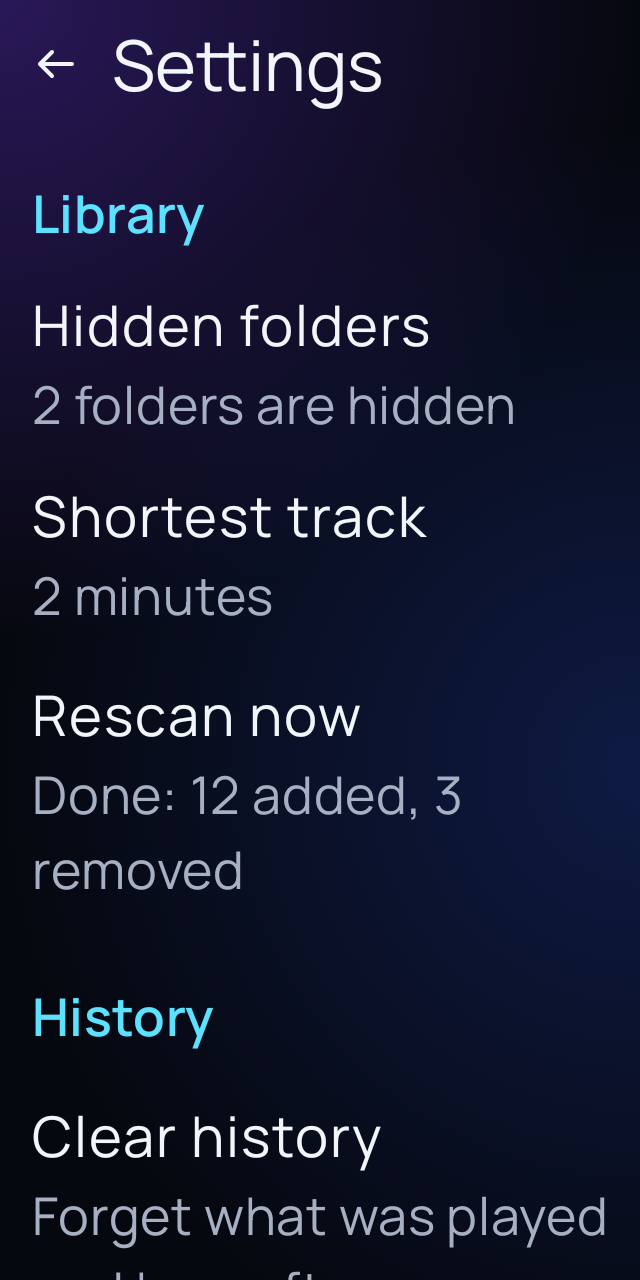 Settings
Library
Hidden folders
2 folders are hidden
Shortest track
2 minutes
Rescan now
Done: 12 added, 3
removed
History
Clear history
Forget what was played